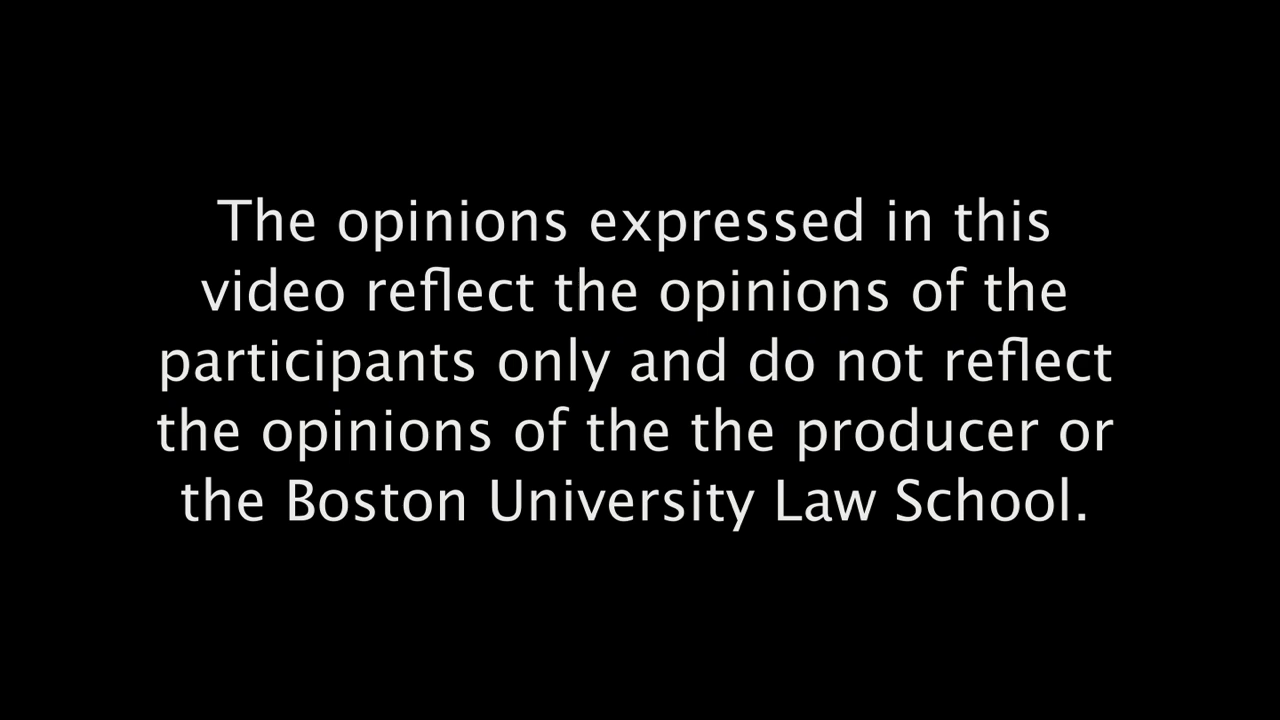 The opinions expressed in this
video reflect the opinions of the
participants only and do not reflect
the opinions of the the producer or
the Boston University Law School.